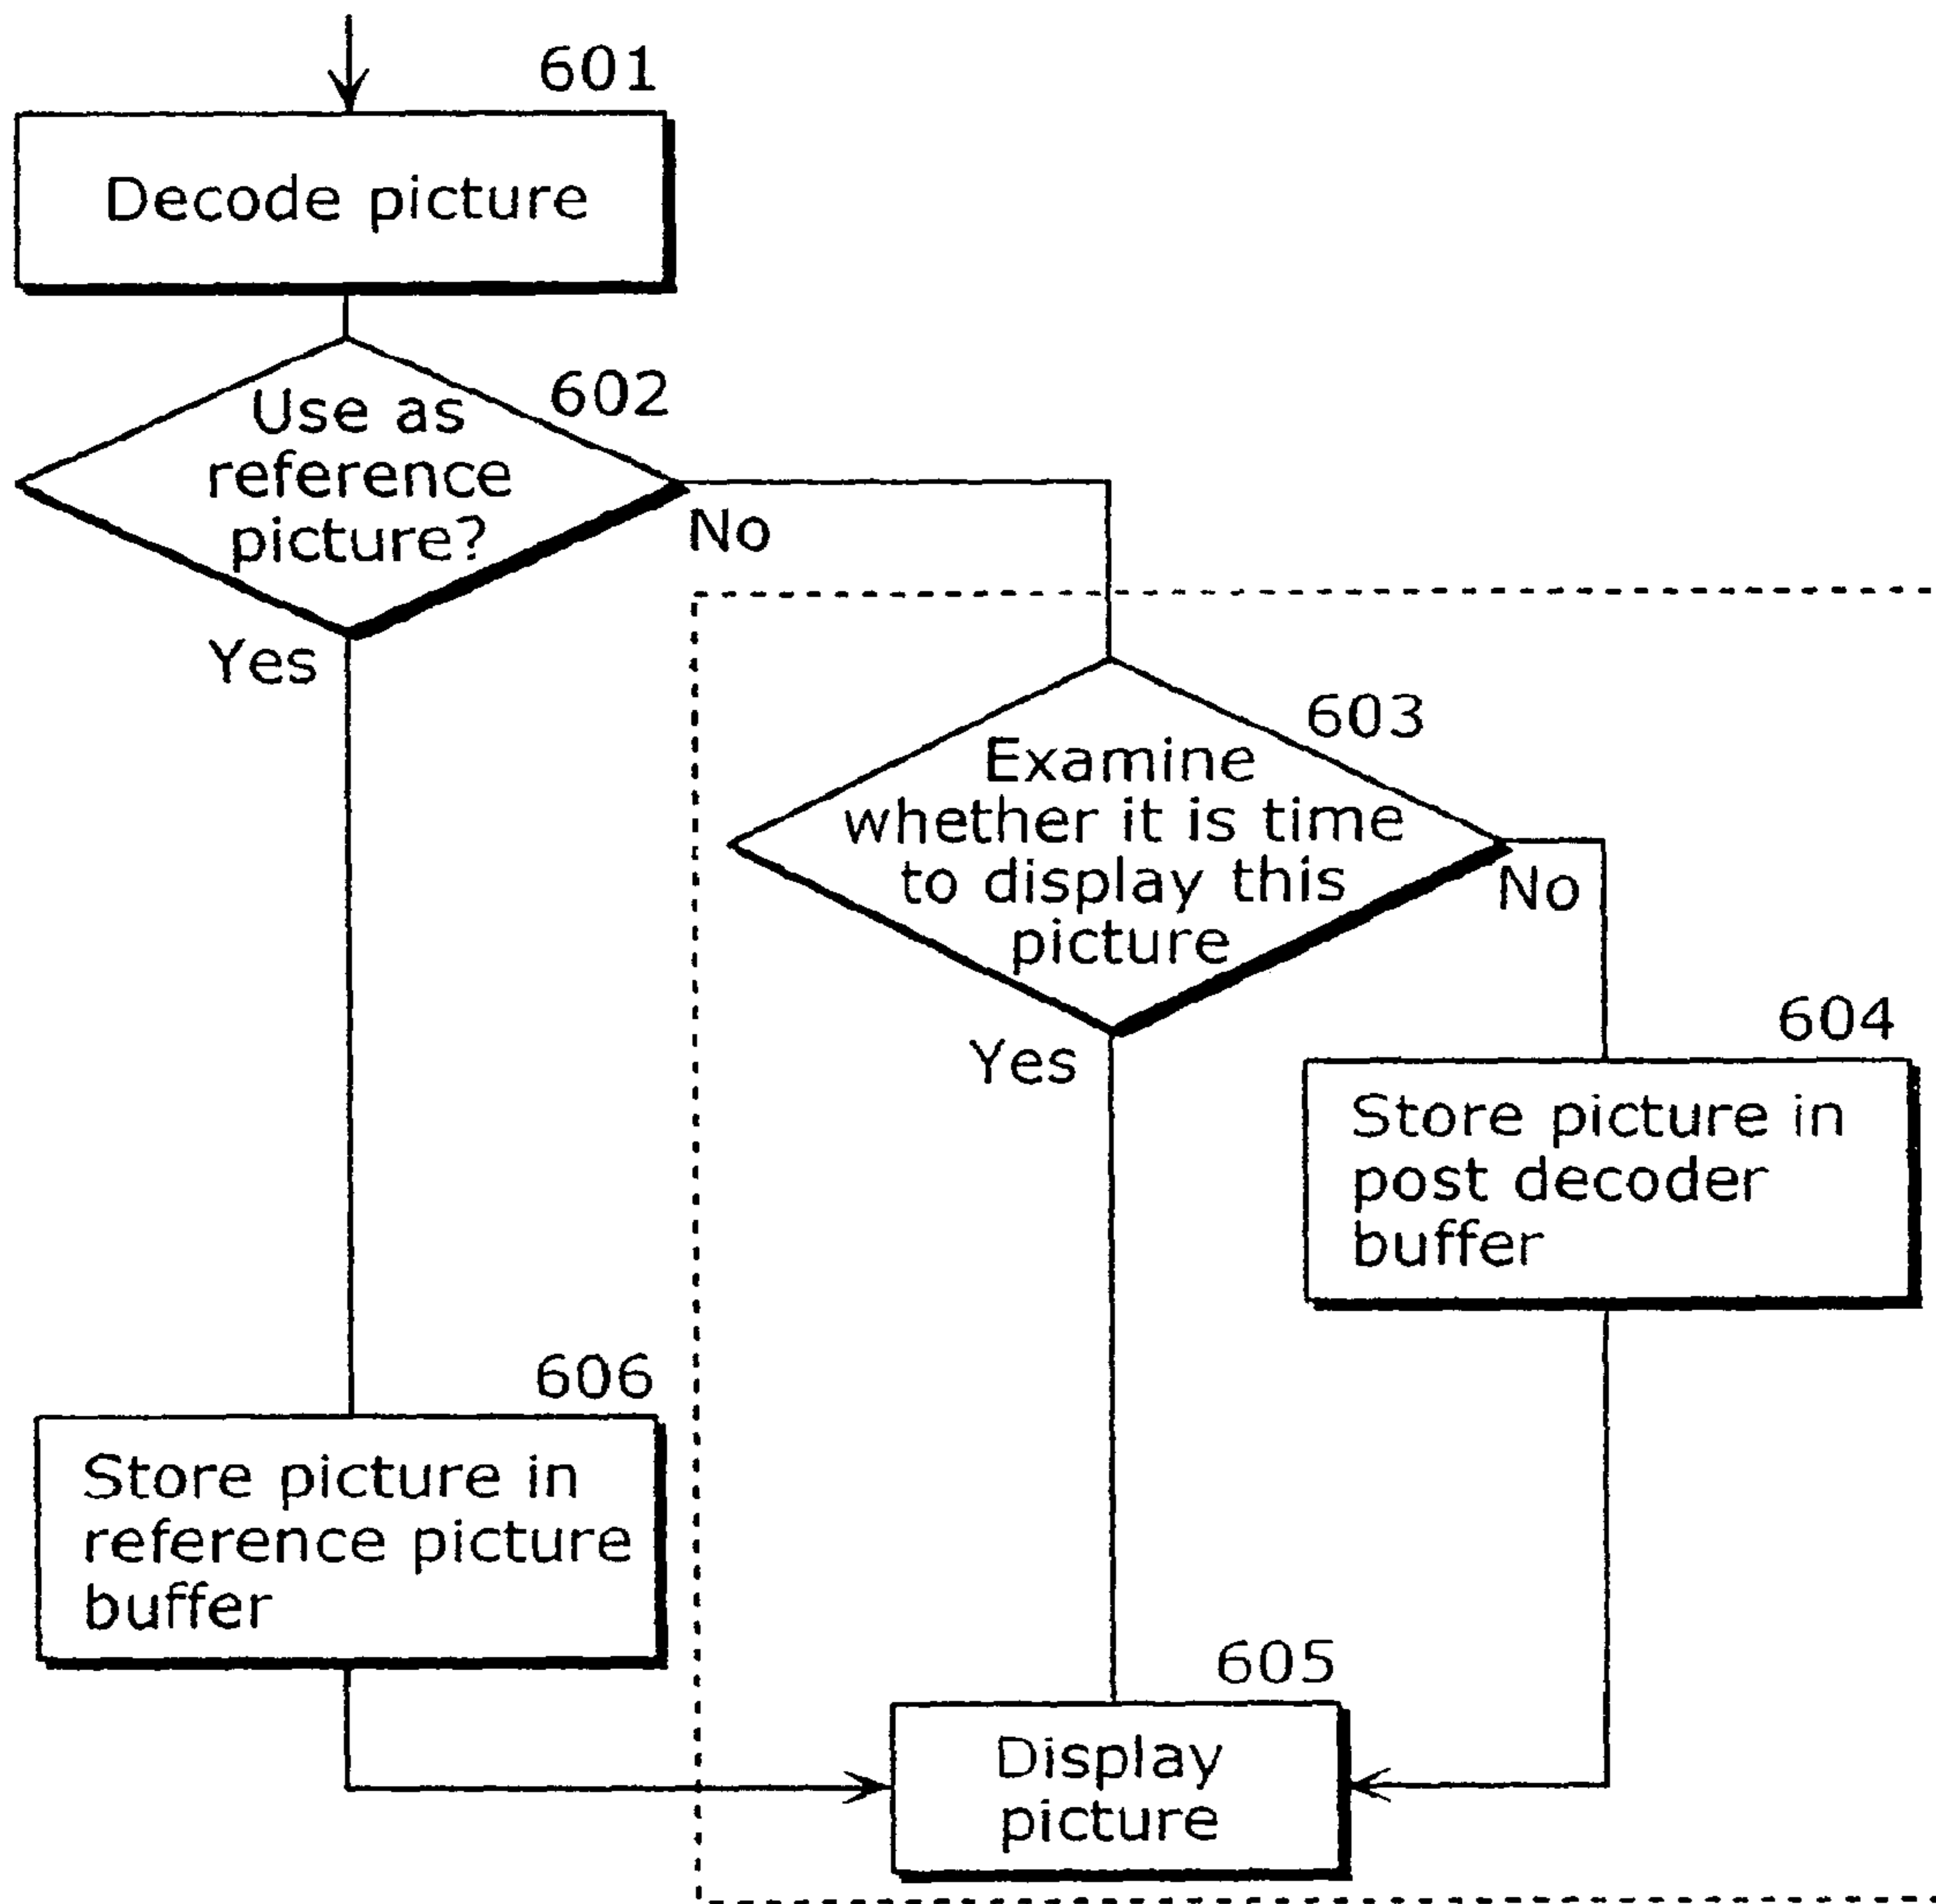 601
Decode picture
602
Use as
reference
picture?
No
Yes
603
Examine
whether it is time
to display this
picture
No
Yes
604
Store picture in
post decoder
buffer
606
Store picture in
reference picture
buffer
605
Display
picture